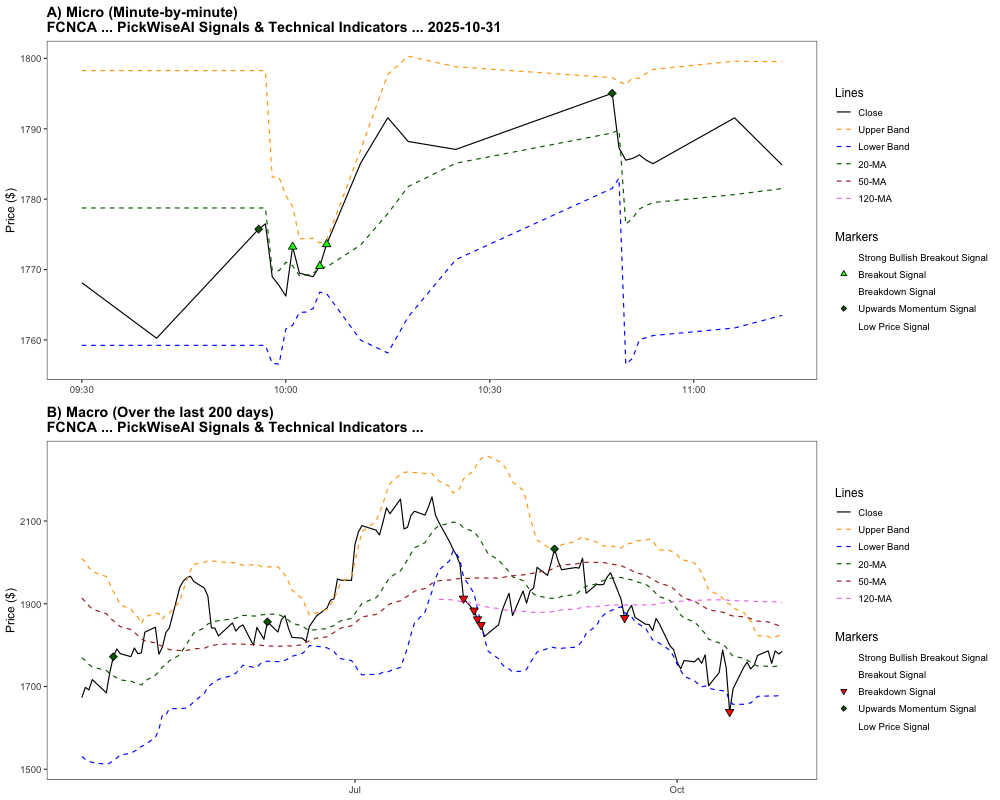 A) Micro (Minute-by-minute)
FCNCA ... PickWiseAI Signals & Technical Indicators ... 2025-10-31
Price ($)
1800
1790
1780
1770
1760
09:30
10:00
10:30
11:00
Lines
Close
Upper Band
Lower Band
20-MA
50-MA
120-MA
Markers
Strong Bullish Breakout Signal
Breakout Signal
Breakdown Signal
Upwards Momentum Signal
Low Price Signal
B) Macro (Over the last 200 days)
FCNCA ... PickWiseAI Signals & Technical Indicators ...
Price ($)
2100
1900
1700
1500
Jul
Oct
Lines
Close
Upper Band
Lower Band
20-MA
50-MA
120-MA
Markers
Strong Bullish Breakout Signal
Breakout Signal
Breakdown Signal
Upwards Momentum Signal
Low Price Signal